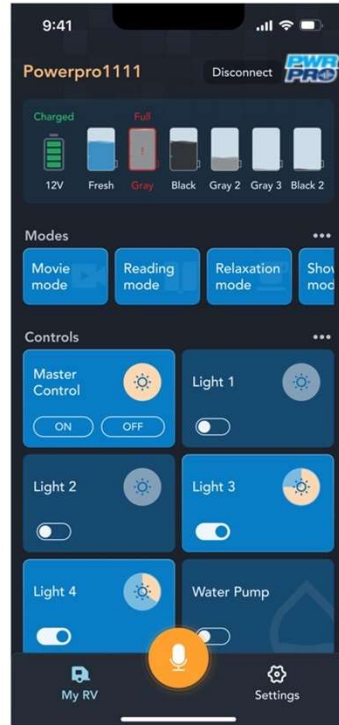 9:41
Powerpro1111
Disconnect
PWR
PRO
Charged
Full
!
12V
Fresh
Gray
Black
Gray 2
Gray 3
Black 2
Modes
Movie
mode
Reading
mode
Relaxation
mode
Controls
Master
Control
ON
OFF
Light 1
Light 2
Light 3
Light 4
Water Pump
My RV
Settings